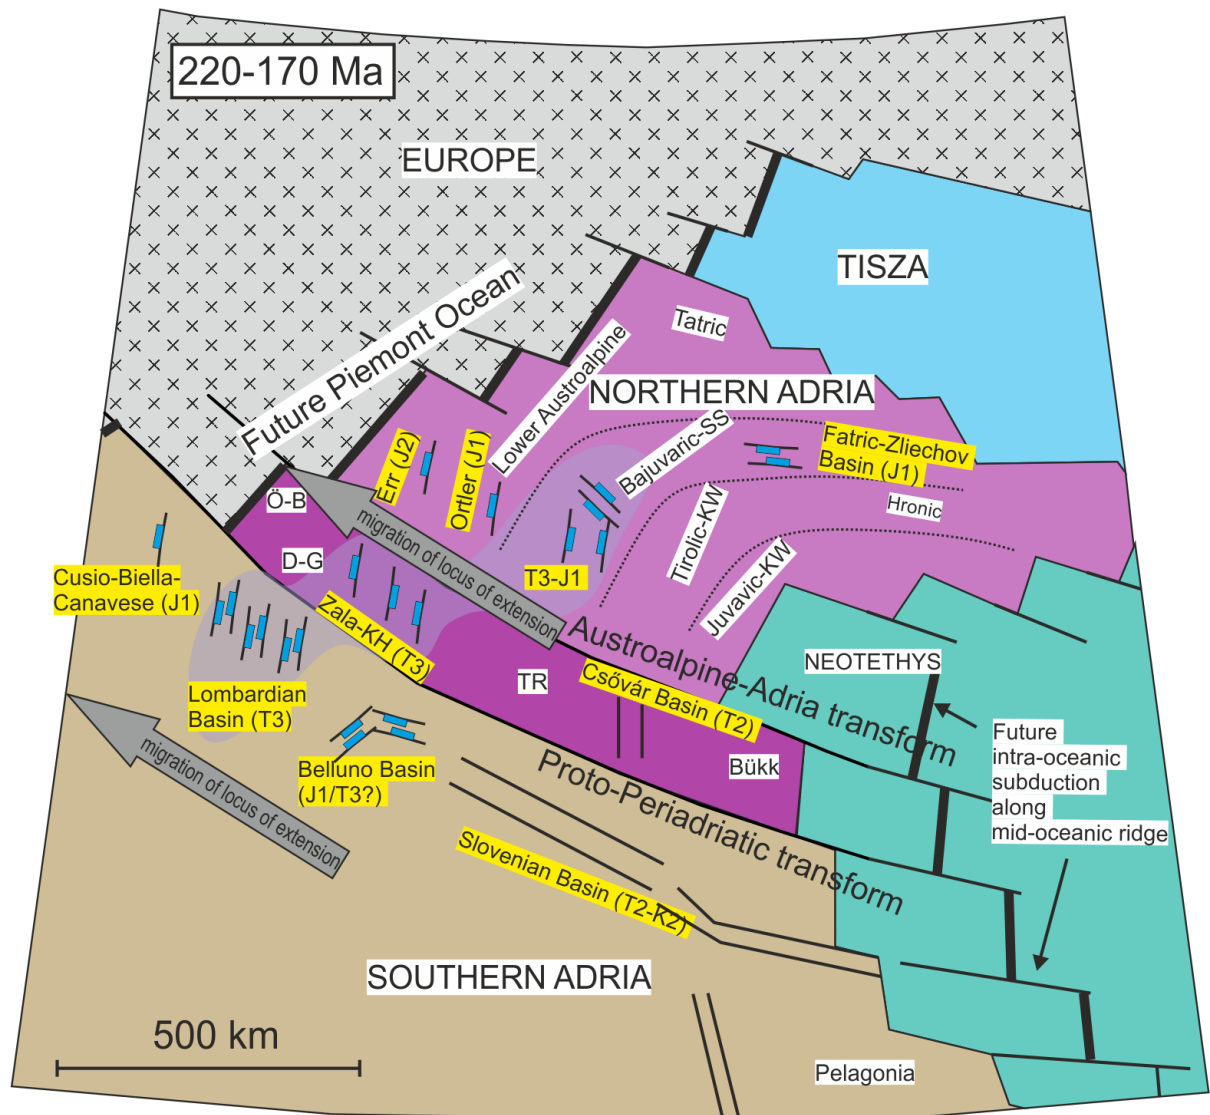 220-170 Ma
EUROPE
TISZA
Future Piemont Ocean
Tatric
Lower Austroalpine
NORTHERN ADRIA
Bajuvaric-SS
Fatric-Zliechov
Basin (J1)
Err (J2)
Ortler (J1)
Hronic
Ö-B
migration of locus of extension
Tirolic-KW
D-G
T3-J1
Juvavic-KW
Cusio-Biella-
Canavese (J1)
Zala-KH (T3)
Austroalpine-Adria transform
NEOTETHYS
Lombardian
Basin (T3)
TR
Csővár Basin (T2)
Future
intra-oceanic
subduction
along
mid-oceanic ridge
migration of locus of extension
Belluno Basin
(J1/T3?)
Bükk
Proto-Periadriatic transform
Slovenian Basin (T2-K2)
SOUTHERN ADRIA
500 km
Pelagonia